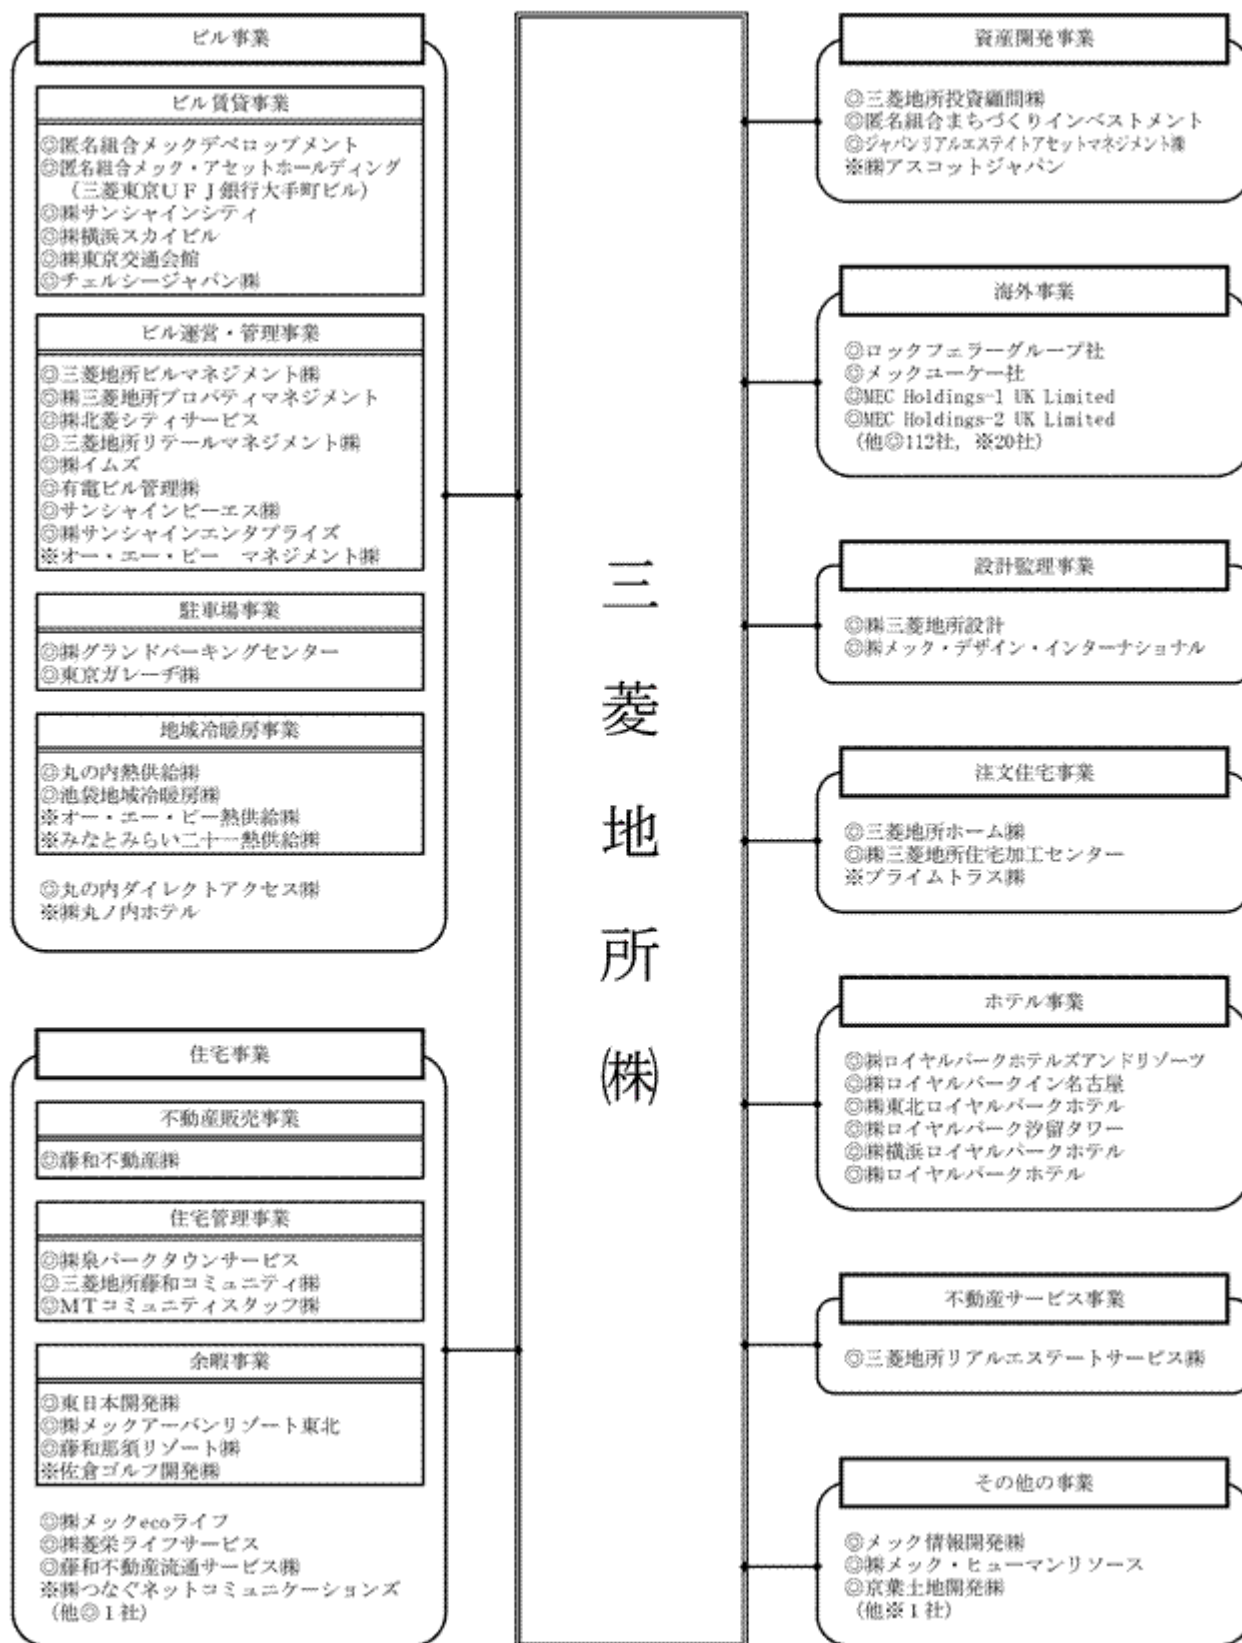 ビル事業
ビル賃貸事業
◎匿名組合メックデベロップメント
◎匿名組合メック・アセットホールディング
(三菱東京UFJ銀行大手町ビル)
◎㈱サンシャインシティ
◎㈱横浜スカイビル
◎㈱東京交通会館
◎チェルシージャパン㈱
ビル運営・管理事業
◎三菱地所ビルマネジメント㈱
◎㈱三菱地所プロパティマネジメント
◎㈱北菱シティサービス
◎三菱地所リテールマネジメント㈱
◎㈱イムズ
◎有電ビル管理㈱
◎サンシャインビーエス㈱
◎㈱サンシャインエンタプライズ
※オー・エー・ピー マネジメント㈱
駐車場事業
◎㈱グランドパーキングセンター
◎東京ガレーヂ㈱
地域冷暖房事業
◎丸の内熱供給㈱
◎池袋地域冷暖房㈱
※オー・エー・ピー熱供給㈱
※みなとみらい二十一熱供給㈱
◎丸の内ダイレクトアクセス㈱
※㈱丸ノ内ホテル
住宅事業
不動産販売事業
◎藤和不動産㈱
住宅管理事業
◎㈱泉パークタウンサービス
◎三菱地所藤和コミュニティ㈱
◎MTコミュニティスタッフ㈱
余暇事業
◎東日本開発㈱
◎㈱メックアーバンリゾート東北
◎藤和那須リゾート㈱
※佐倉ゴルフ開発㈱
◎㈱メックecoライフ
◎㈱菱栄ライフサービス
◎藤和不動産流通サービス㈱
※㈱つなぐネットコミュニケーションズ
(他◎1社)
三菱地所㈱
資産開発事業
◎三菱地所投資顧問㈱
◎匿名組合まちづくりインベストメント
◎ジャパンリアルエステイトアセットマネジメント㈱
※㈱アスコットジャパン
海外事業
◎ロックフェラーグループ社
◎メックユーケー社
◎MEC Holdings-1 UK Limited
◎MEC Holdings-2 UK Limited
(他◎112社, ※20社)
設計監理事業
◎㈱三菱地所設計
◎㈱メック・デザイン・インターナショナル
注文住宅事業
◎三菱地所ホーム㈱
◎㈱三菱地所住宅加工センター
※プライムトラス㈱
ホテル事業
◎㈱ロイヤルパークホテルズアンドリゾーツ
◎㈱ロイヤルパークイン名古屋
◎㈱東北ロイヤルパークホテル
◎㈱ロイヤルパーク汐留タワー
◎㈱横浜ロイヤルパークホテル
◎㈱ロイヤルパークホテル
不動産サービス事業
◎三菱地所リアルエステートサービス㈱
その他の事業
◎メック情報開発㈱
◎㈱メック・ヒューマンリソース
◎京葉土地開発㈱
(他※1社)